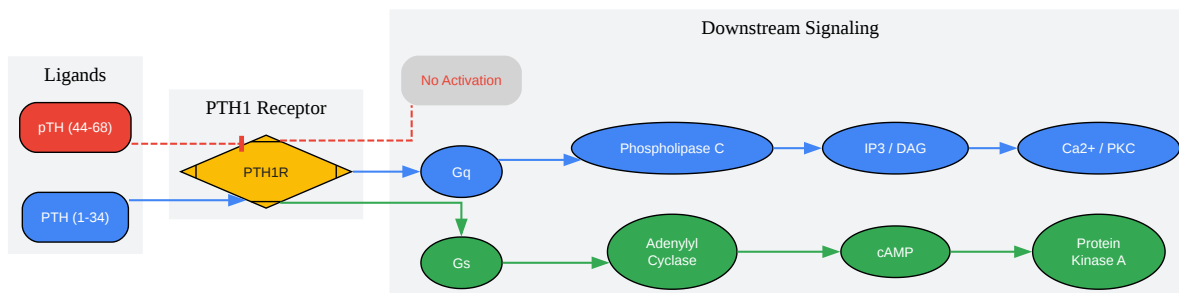 Downstream Signaling
Ligands
No Activation
PTH1 Receptor
pTH (44-68)
Phospholipase C
IP3 / DAG
Ca2+ / PKC
PTH1R
Gq
PTH (1-34)
Adenylyl
Cyclase
Gs
cAMP
Protein
Kinase A